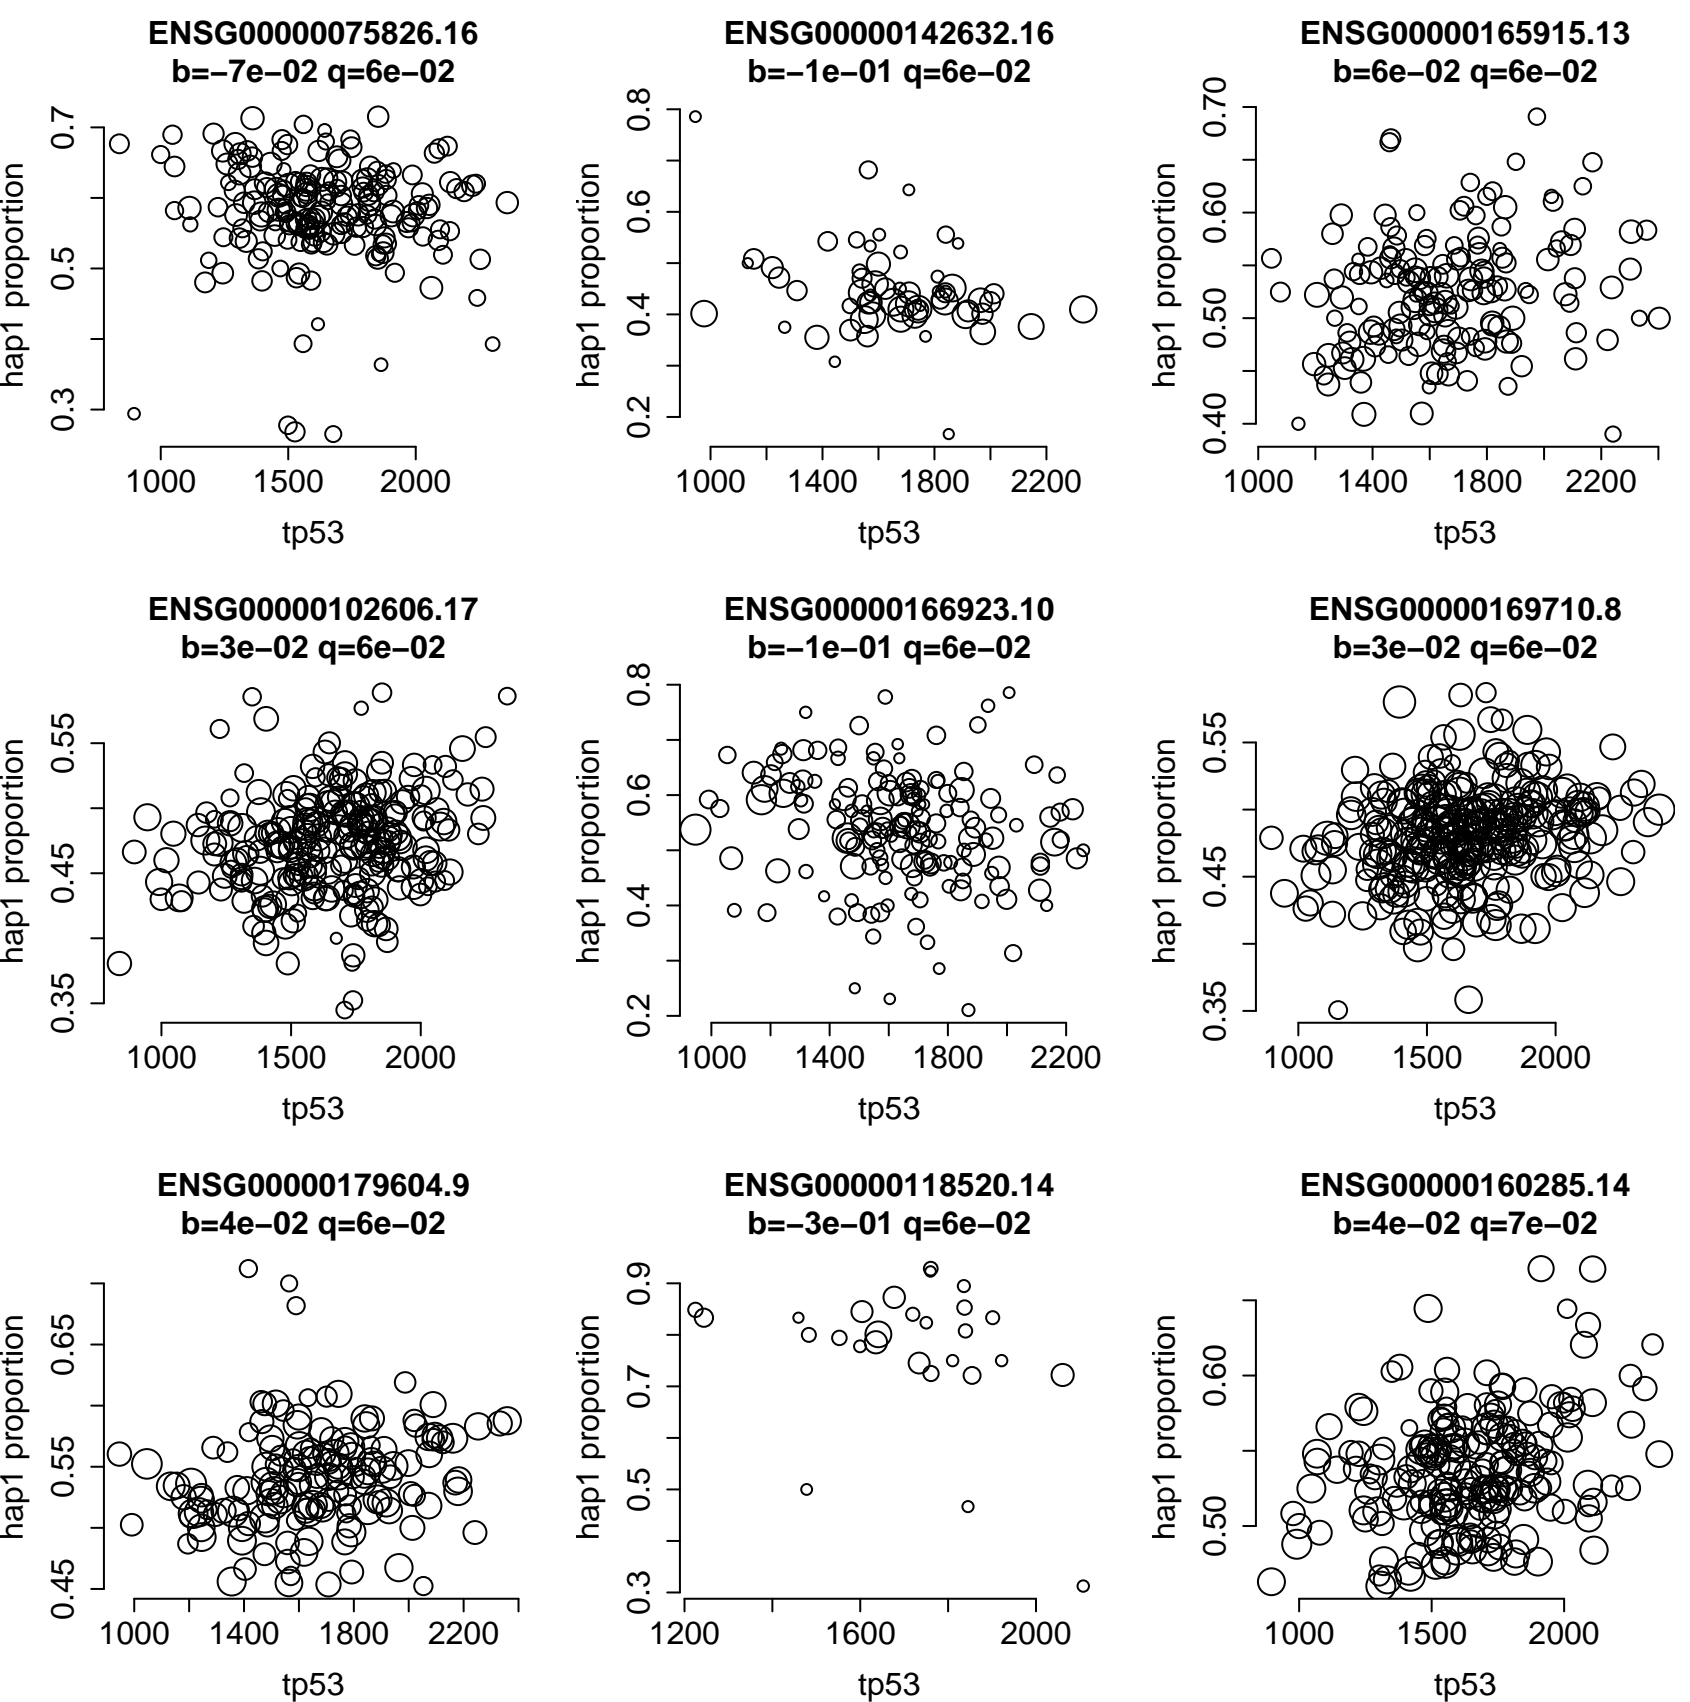 ENSG00000075826.16
b=−7e−02 q=6e−02
hap1 proportion
0.3 0.5 0.7
1000 1500 2000
tp53
ENSG00000142632.16
b=−1e−01 q=6e−02
hap1 proportion
0.2 0.4 0.6 0.8
1000 1400 1800 2200
tp53
ENSG00000165915.13
b=6e−02 q=6e−02
hap1 proportion
0.40 0.50 0.60 0.70
1000 1400 1800 2200
tp53
ENSG00000102606.17
b=3e−02 q=6e−02
hap1 proportion
0.35 0.45 0.55
1000 1500 2000
tp53
ENSG00000166923.10
b=−1e−01 q=6e−02
hap1 proportion
0.2 0.4 0.6 0.8
1000 1400 1800 2200
tp53
ENSG00000169710.8
b=3e−02 q=6e−02
hap1 proportion
0.35 0.45 0.55
1000 1500 2000
tp53
ENSG00000179604.9
b=4e−02 q=6e−02
hap1 proportion
0.45 0.55 0.65
1000 1400 1800 2200
tp53
ENSG00000118520.14
b=−3e−01 q=6e−02
hap1 proportion
0.3 0.5 0.7 0.9
1200 1600 2000
tp53
ENSG00000160285.14
b=4e−02 q=7e−02
hap1 proportion
0.50 0.60
1000 1500 2000
tp53